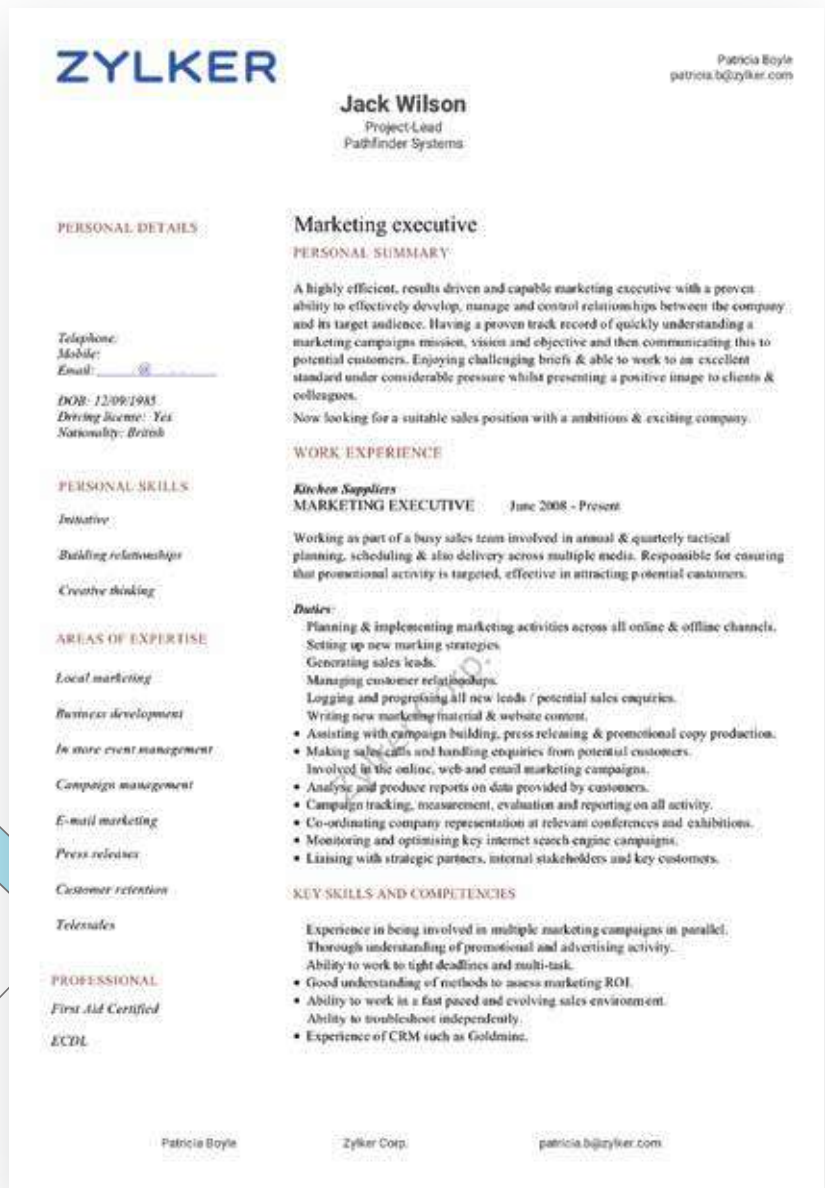 ZYLKER
Patricia Boyle
patricia.b@zylker.com
Jack Wilson
Project-Lead
Pathfinder Systems
PERSONAL DETAILS
Telephone:
Mobile:
Email: @
DOB: 12/09/1985
Driving license: Yes
Nationality: British
PERSONAL SKILLS
Initiative
Building relationships
Creative thinking
AREAS OF EXPERTISE
Local marketing
Business development
In store event management
Campaign management
E-mail marketing
Press releases
Customer retention
Telesales
PROFESSIONAL
First Aid Certified
ECDL
Marketing executive
PERSONAL SUMMARY
A highly efficient, results driven and capable marketing executive with a proven
ability to effectively develop, manage and control relationships between the company
and its target audience. Having a proven track record of quickly understanding a
marketing campaigns mission, vision and objective and then communicating this to
potential customers. Enjoying challenging briefs & able to work to an excellent
standard under considerable pressure whilst presenting a positive image to clients &
colleagues.
Now looking for a suitable sales position with a ambitious & exciting company.
WORK EXPERIENCE
Kitchen Suppliers
MARKETING EXECUTIVE June 2008 - Present
Working as part of a busy sales team involved in annual & quarterly tactical
planning, scheduling & also delivery across multiple media. Responsible for ensuring
that promotional activity is targeted, effective in attracting potential customers.
Duties:
Planning & implementing marketing activities across all online & offline channels.
Setting up new marking strategies.
Generating sales leads.
Managing customer relationships.
Logging and progressing all new leads / potential sales enquiries.
Writing new marketing material & website content.
• Assisting with campaign building, press releasing & promotional copy production.
• Making sales calls and handling enquiries from potential customers.
Involved in the online, web and email marketing campaigns.
• Analyse and produce reports on data provided by customers.
• Campaign tracking, measurement, evaluation and reporting on all activity.
• Co-ordinating company representation at relevant conferences and exhibitions.
• Monitoring and optimising key internet search engine campaigns.
• Liaising with strategic partners, internal stakeholders and key customers.
Zylker Corp.
KEY SKILLS AND COMPETENCIES
Experience in being involved in multiple marketing campaigns in parallel.
Thorough understanding of promotional and advertising activity.
Ability to work to tight deadlines and multi-task.
• Good understanding of methods to assess marketing ROI.
• Ability to work in a fast paced and evolving sales environment.
Ability to troubleshoot independently.
• Experience of CRM such as Goldmine.
Patricia Boyle Zylker Corp. patricia.b@zylker.com